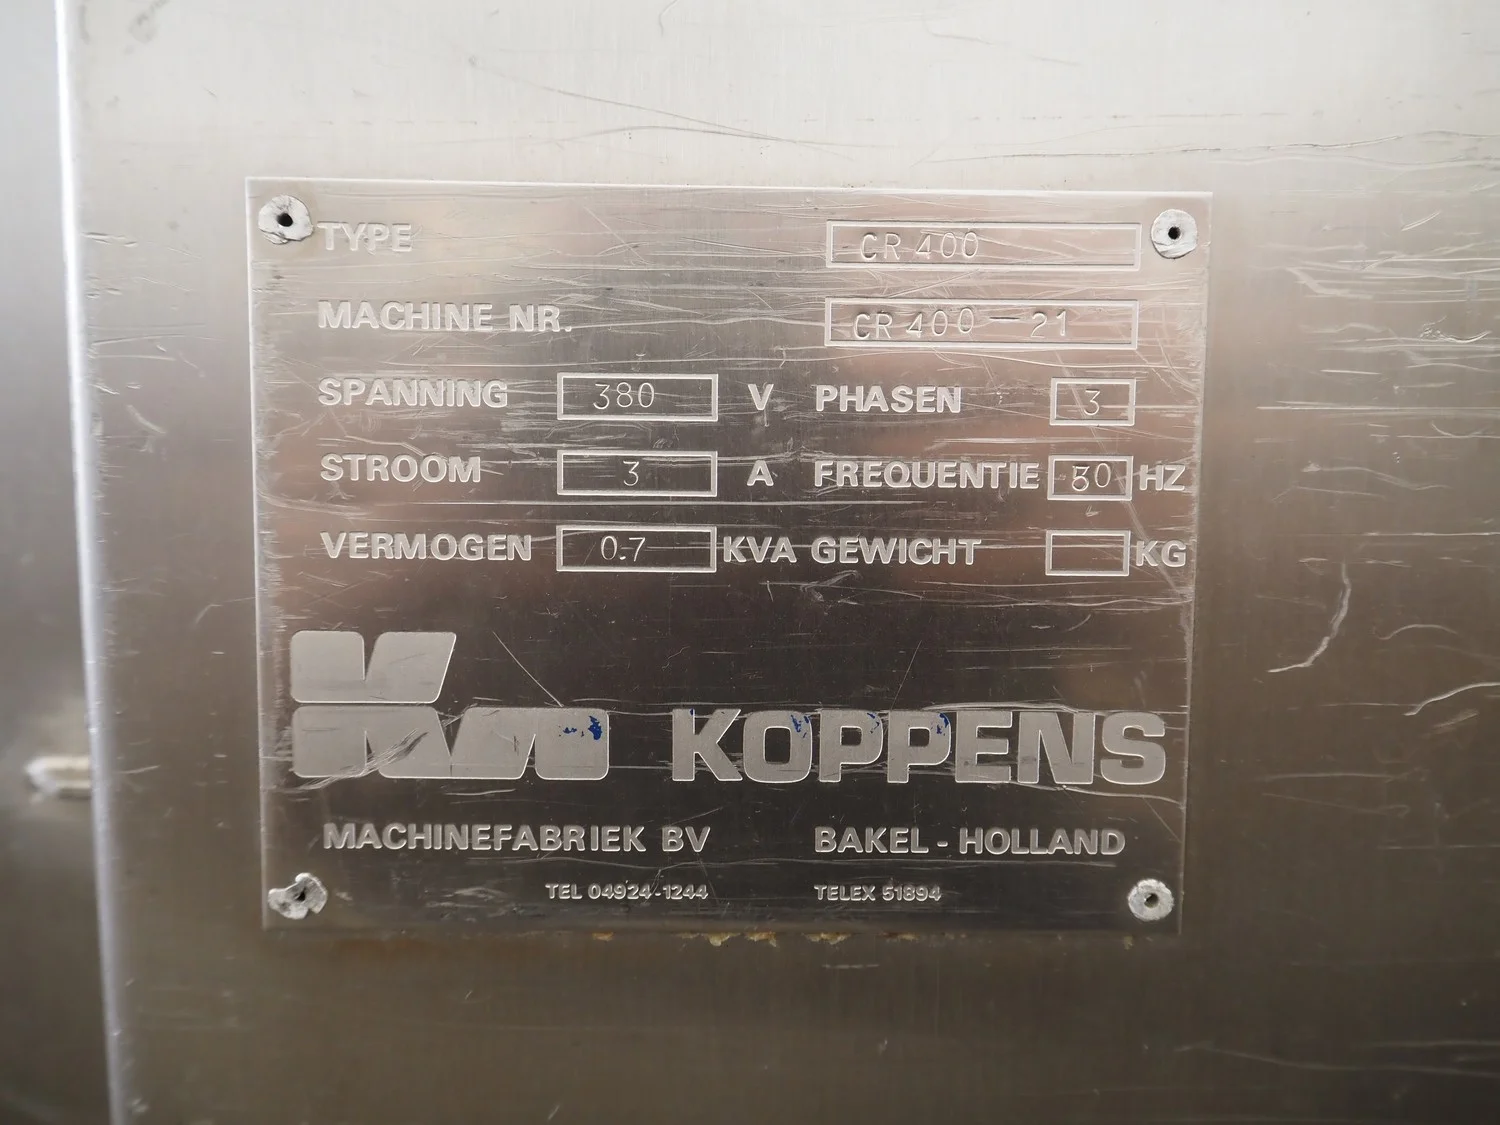 TYPE CR 400
MACHINE NR. CR 400-21
SPANNING 380 V PHASEN 3
STROOM 3 A FREQUENTIE 50 HZ
VERMOGEN 0.7 KVA GEWICHT KG
KOPPENS
MACHINEFABRIEK BV BAKEL - HOLLAND
TEL 04924-1244 TELEX 51894